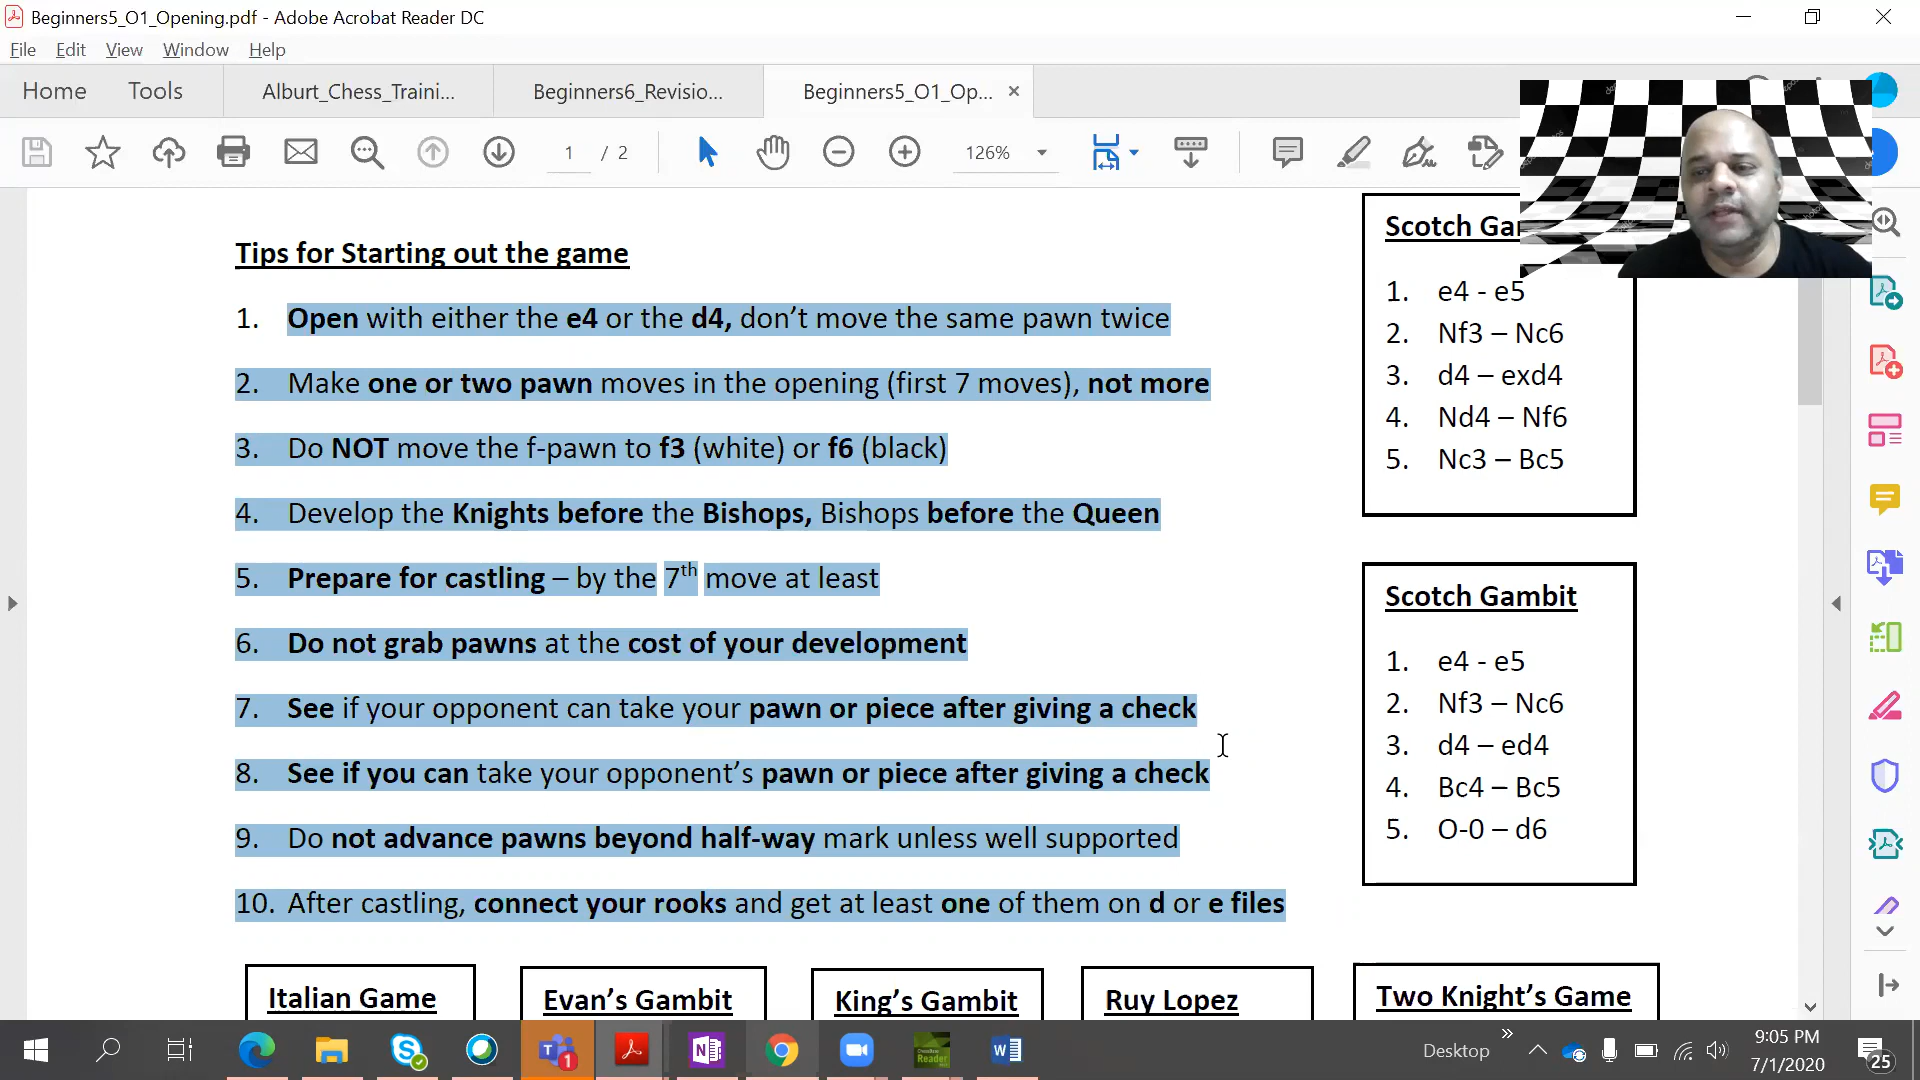 Beginners5_O1_Opening.pdf - Adobe Acrobat Reader DC
File Edit View Window Help
Home Tools Alburt_Chess_Traini... Beginners6_Revisio... Beginners5_O1_Op... ×
1 / 2 126%
Tips for Starting out the game
1. Open with either the e4 or the d4, don’t move the same pawn twice
2. Make one or two pawn moves in the opening (first 7 moves), not more
3. Do NOT move the f-pawn to f3 (white) or f6 (black)
4. Develop the Knights before the Bishops, Bishops before the Queen
5. Prepare for castling – by the 7th move at least
6. Do not grab pawns at the cost of your development
7. See if your opponent can take your pawn or piece after giving a check
8. See if you can take your opponent’s pawn or piece after giving a check
9. Do not advance pawns beyond half-way mark unless well supported
10. After castling, connect your rooks and get at least one of them on d or e files
Scotch
1. e4 - e5
2. Nf3 – Nc6
3. d4 – exd4
4. Nd4 – Nf6
5. Nc3 – Bc5
Scotch Gambit
1. e4 - e5
2. Nf3 – Nc6
3. d4 – ed4
4. Bc4 – Bc5
5. O-0 – d6
Italian Game
Evan’s Gambit
King’s Gambit
Ruy Lopez
Two Knight’s Game
Desktop
9:05 PM
7/1/2020
25
1